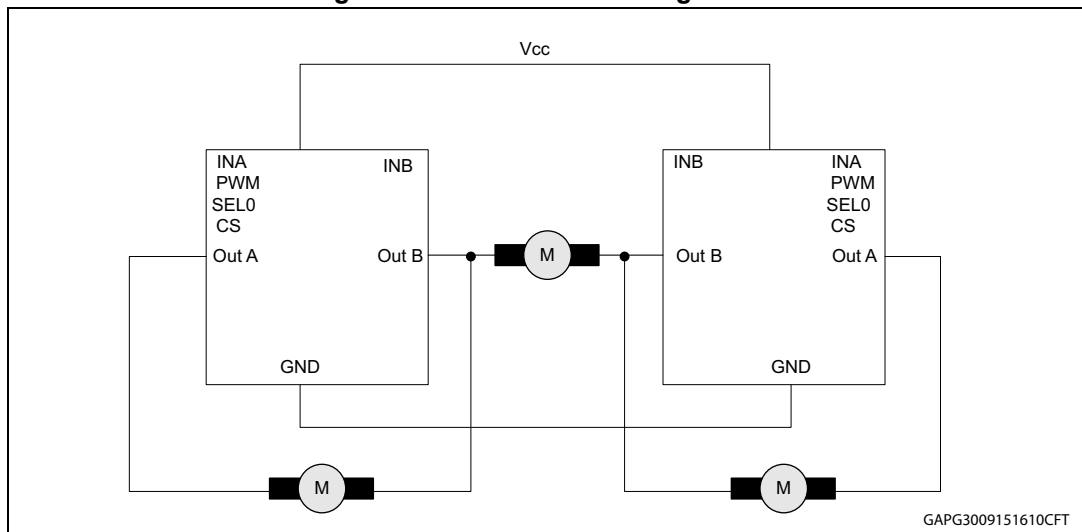 Vcc
INA
PWM
SEL0
CS
Out A
INB
Out B
GND
M
INB
Out B
INA
PWM
SEL0
CS
Out A
GND
M
M
GAPG3009151610CFT